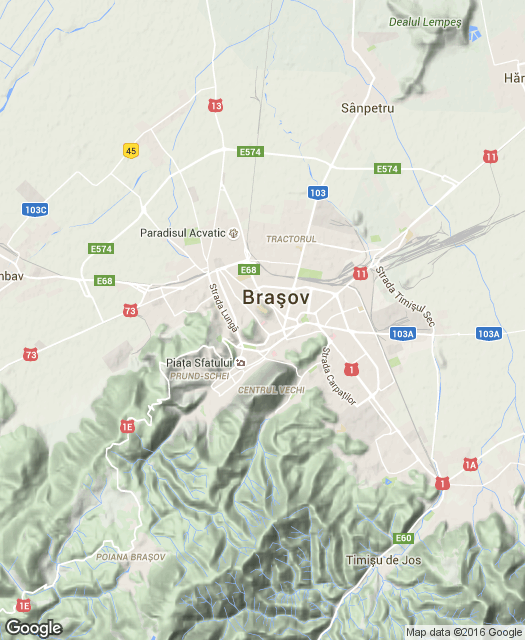 Dealul Lempeș
Hăr
13
Sânpetru
45
E574
11
E574
103
103C
Paradisul Acvatic
TRACTORUL
E574
mbav
E68
E68
11
Strada Timișul Sec
73
Strada Lungă
Brașov
103A
103A
73
Piața Sfatului
PRUND-SCHEI
Strada Carpaților
1
CENTRUL VECHI
1E
1A
1
E60
POIANA BRAȘOV
Timișu de Jos
1E
Google
Map data ©2016 Google